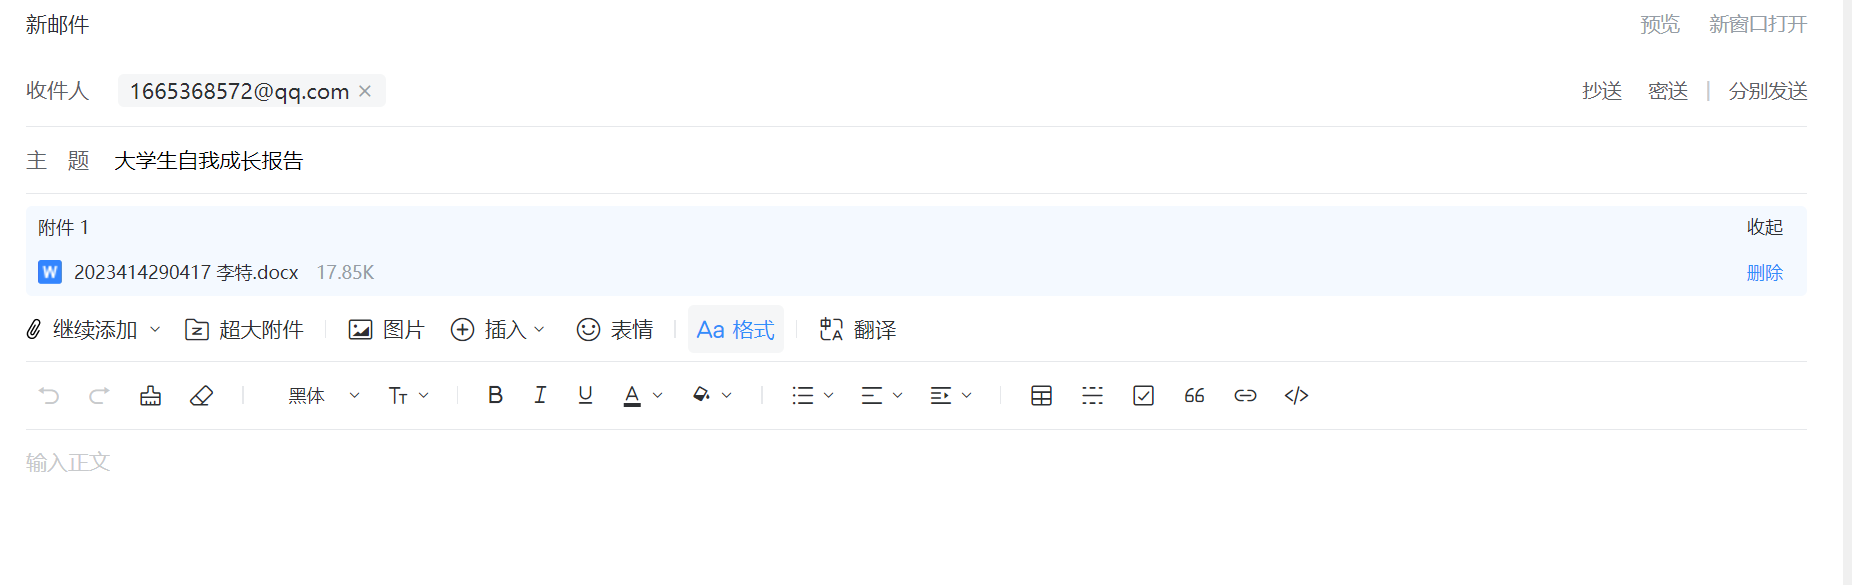 新邮件 预览 新窗口打开
收件人 1665368572@qq.com × 抄送 密送 | 分别发送
主 题 大学生自我成长报告
附件 1 收起
W 2023414290417 李特.docx 17.85K 删除
继续添加 超大附件 图片 插入 表情 Aa 格式 中A 翻译
黑体 TT B I U A 66 </>
输入正文